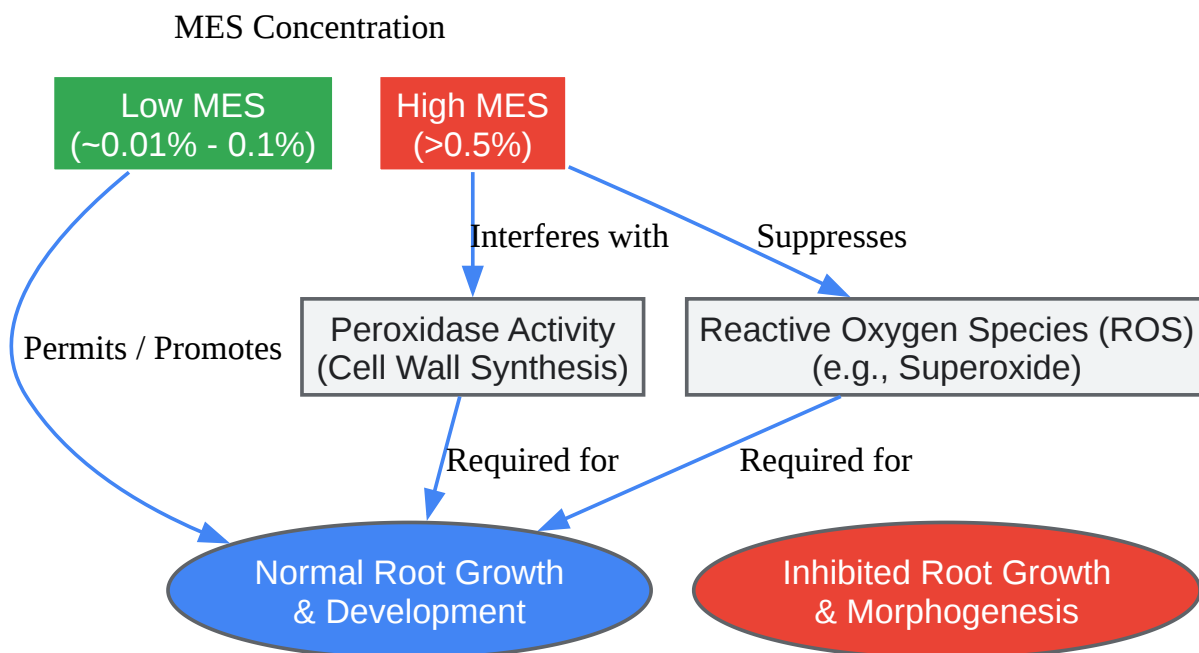 MES Concentration
Low MES
(~0.01% - 0.1%)
High MES
(>0.5%)
Interferes with
Suppresses
Permits / Promotes
Peroxidase Activity
(Cell Wall Synthesis)
Reactive Oxygen Species (ROS)
(e.g., Superoxide)
Required for
Required for
Normal Root Growth
& Development
Inhibited Root Growth
& Morphogenesis